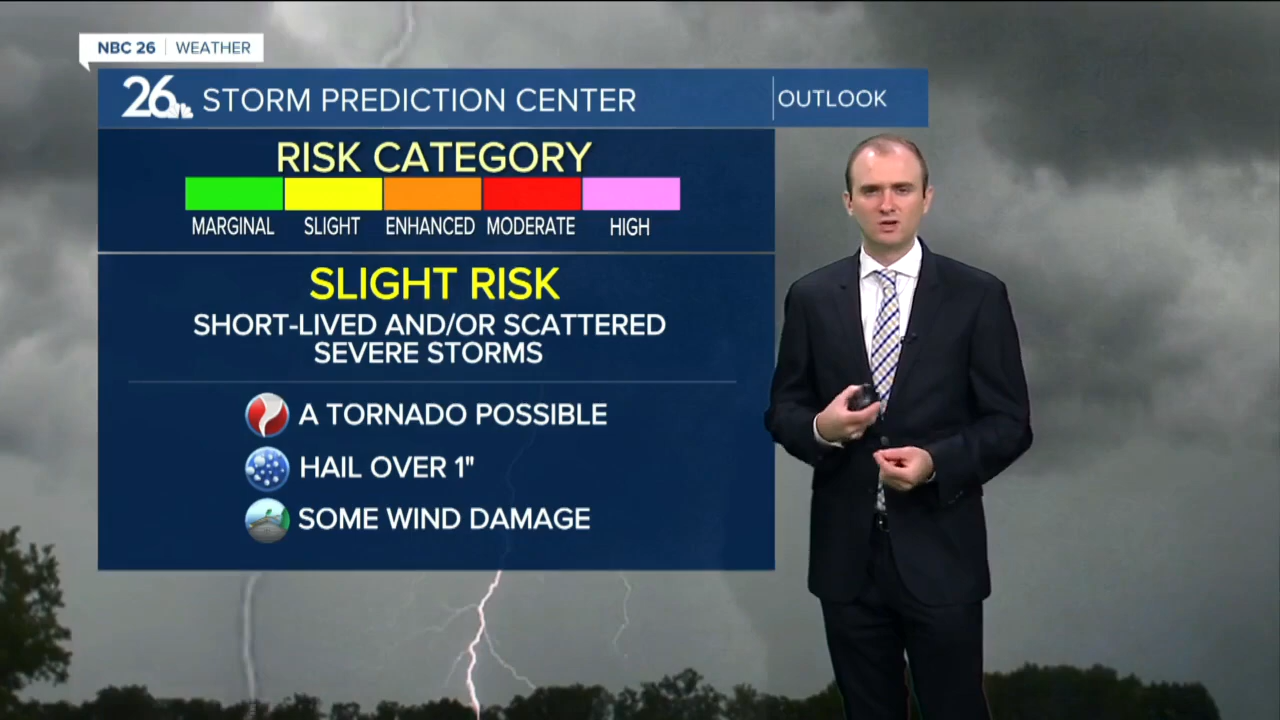 NBC 26 | WEATHER
26 STORM PREDICTION CENTER | OUTLOOK
RISK CATEGORY
MARGINAL SLIGHT ENHANCED MODERATE HIGH
SLIGHT RISK
SHORT-LIVED AND/OR SCATTERED
SEVERE STORMS
A TORNADO POSSIBLE
HAIL OVER 1"
SOME WIND DAMAGE